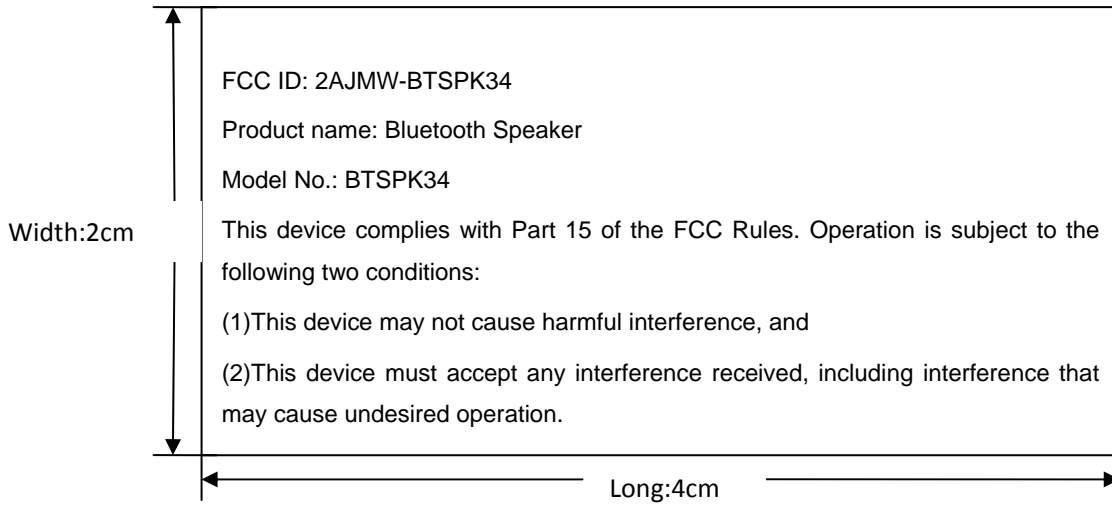 FCC ID: 2AJMW-BTSPK34
Product name: Bluetooth Speaker
Model No.: BTSPK34
Width:2cm
This device complies with Part 15 of the FCC Rules. Operation is subject to the
following two conditions:
(1)This device may not cause harmful interference, and
(2)This device must accept any interference received, including interference that
may cause undesired operation.
Long:4cm